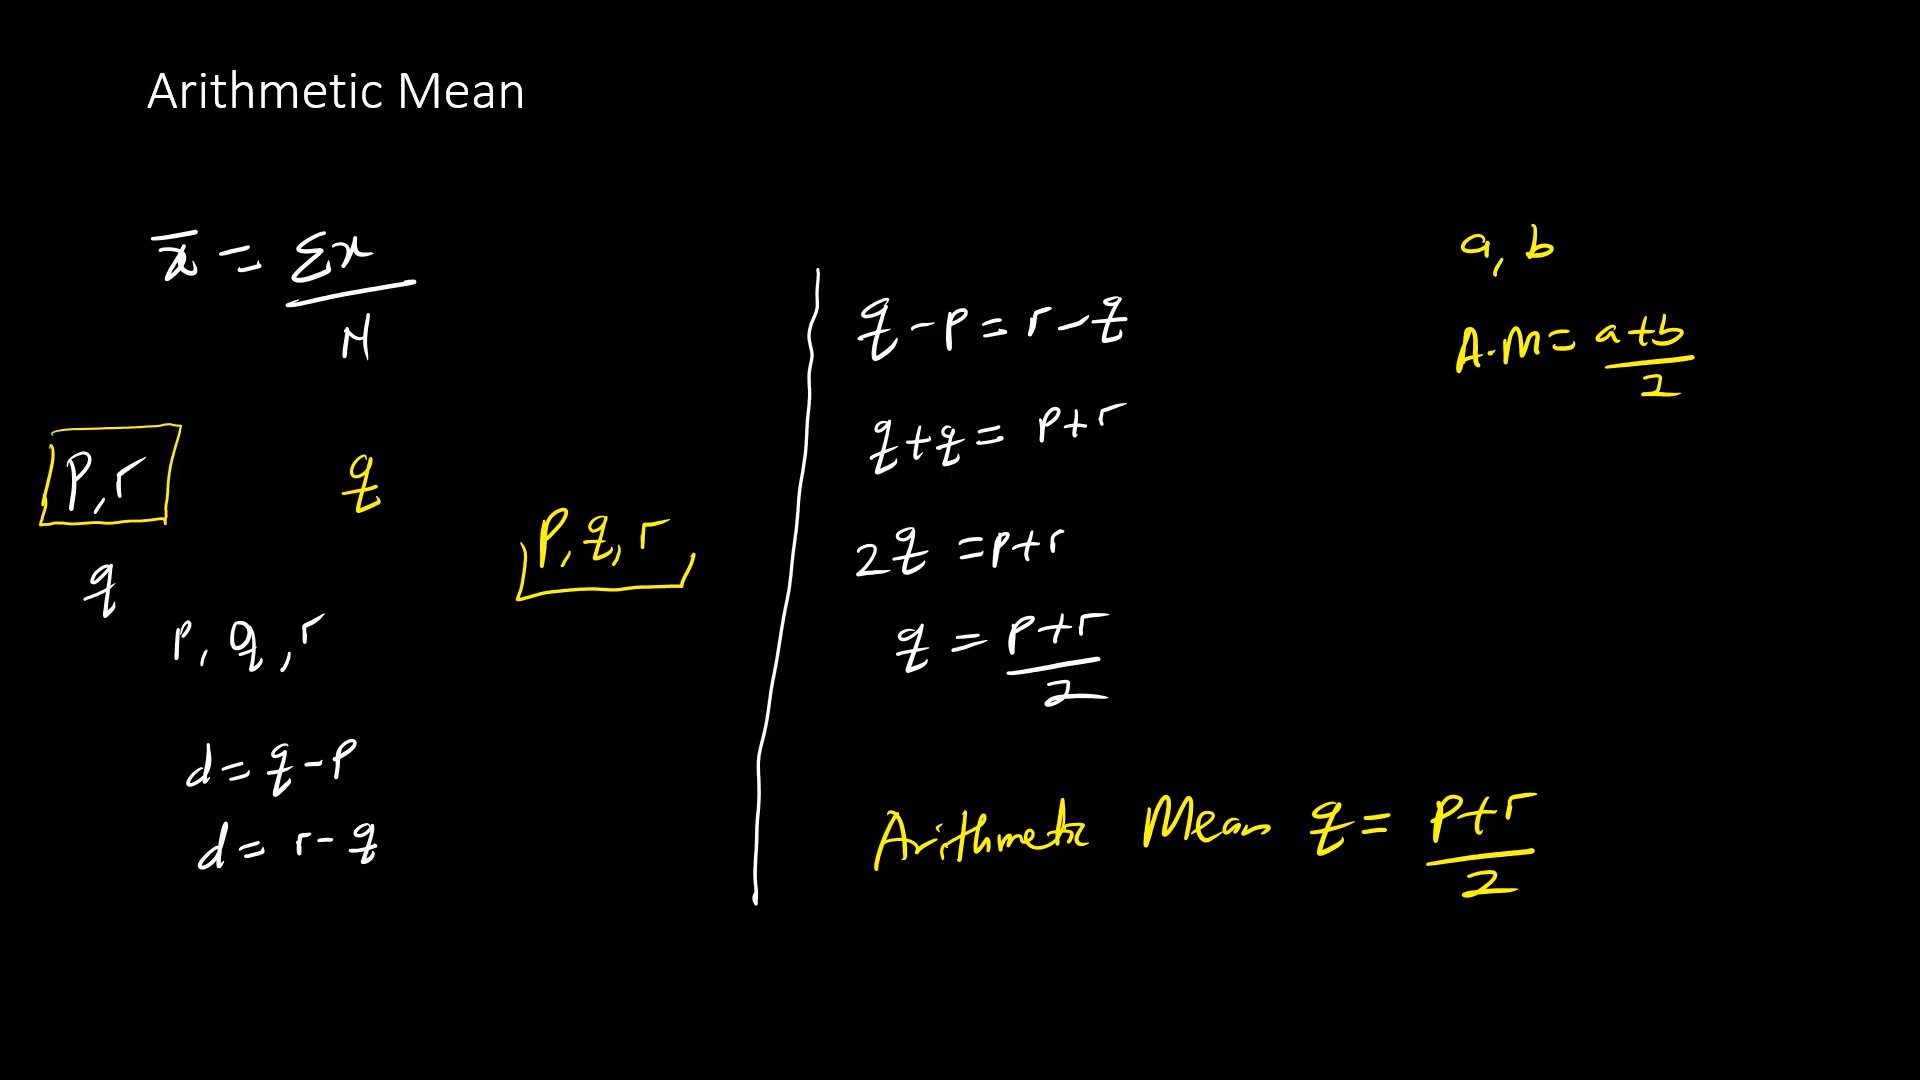 Arithmetic Mean
x̄ = Σx/N
P, r
q
q
P, q, r
P, q, r
d = q - P
d = r - q
q - P = r - q
q + q = P + r
2q = P + r
q = P + r/2
Arithmetic Mean q = P + r/2
a, b
A.M = a + b/2